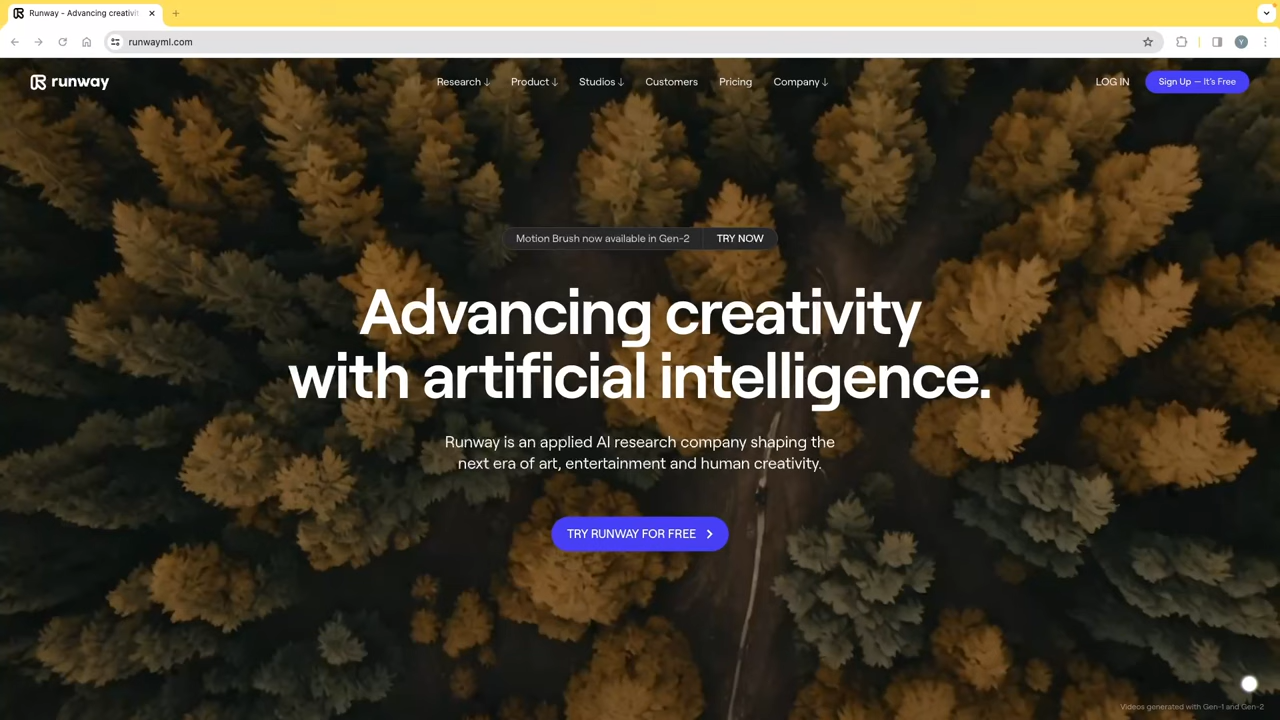 Runway - Advancing creativit
runwayml.com
Y
runway
Research ↓ Product ↓ Studios ↓ Customers Pricing Company ↓ LOG IN Sign Up — It's Free
Motion Brush now available in Gen-2 TRY NOW
Advancing creativity
with artificial intelligence.
Runway is an applied AI research company shaping the
next era of art, entertainment and human creativity.
TRY RUNWAY FOR FREE
Videos generated with Gen-1 and Gen-2